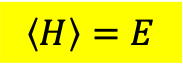 ⟨H⟩ = E